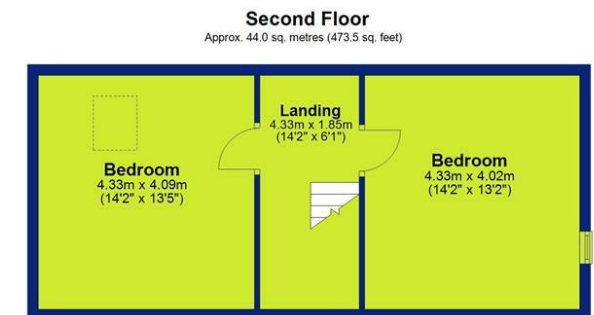 Second Floor
Approx. 44.0 sq. metres (473.5 sq. feet)
Landing
4.33m x 1.85m
(14'2" x 6'1")
Bedroom
4.33m x 4.09m
(14'2" x 13'5")
Bedroom
4.33m x 4.02m
(14'2" x 13'2")